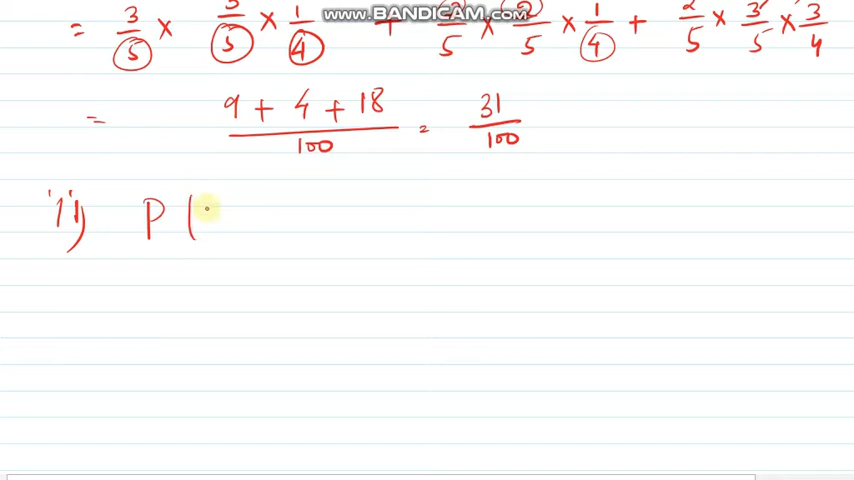 WWW.BANDICAM.COM
= 3/5 × 3/5 × 1/4 + 2/5 × 2/5 × 1/4 + 2/5 × 3/5 × 3/4
= 9 + 4 + 18 / 100 = 31/100
ii) P (